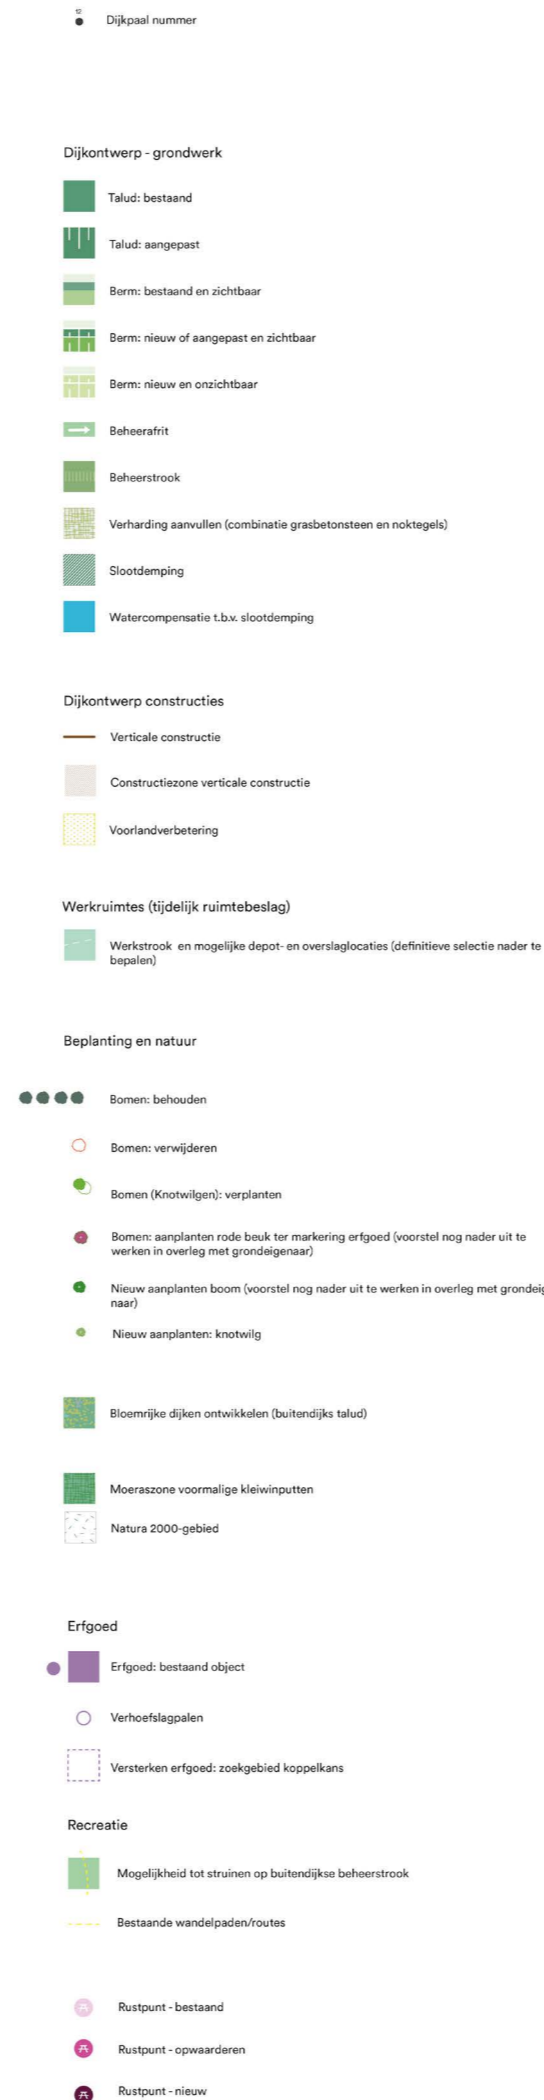 12
Dijkpaal nummer
Dijkontwerp - grondwerk
Talud: bestaand
Talud: aangepast
Berm: bestaand en zichtbaar
Berm: nieuw of aangepast en zichtbaar
Berm: nieuw en onzichtbaar
Beheerafrit
Beheerstrook
Verharding aanvullen (combinatie grasbetonsteen en noktegels)
Slootdemping
Watercompensatie t.b.v. slootdemping
Dijkontwerp constructies
Verticale constructie
Constructiezone verticale constructie
Voorlandverbetering
Werkruimtes (tijdelijk ruimtebeslag)
Werkstrook en mogelijke depot- en overslaglocaties (definitieve selectie nader te
bepalen)
Beplanting en natuur
Bomen: behouden
Bomen: verwijderen
Bomen (Knotwilgen): verplanten
Bomen: aanplanten rode beuk ter markering erfgoed (voorstel nog nader uit te
werken in overleg met grondeigenaar)
Nieuw aanplanten boom (voorstel nog nader uit te werken in overleg met grondeig
naar)
Nieuw aanplanten: knotwilg
Bloemrijke dijken ontwikkelen (buitendijks talud)
Moeraszone voormalige kleiwinputten
Natura 2000-gebied
Erfgoed
Erfgoed: bestaand object
Verhoefslagpalen
Versterken erfgoed: zoekgebied koppelkans
Recreatie
Mogelijkheid tot struinen op buitendijkse beheerstrook
Bestaande wandelpaden/routes
Rustpunt - bestaand
Rustpunt - opwaarderen
Rustpunt - nieuw